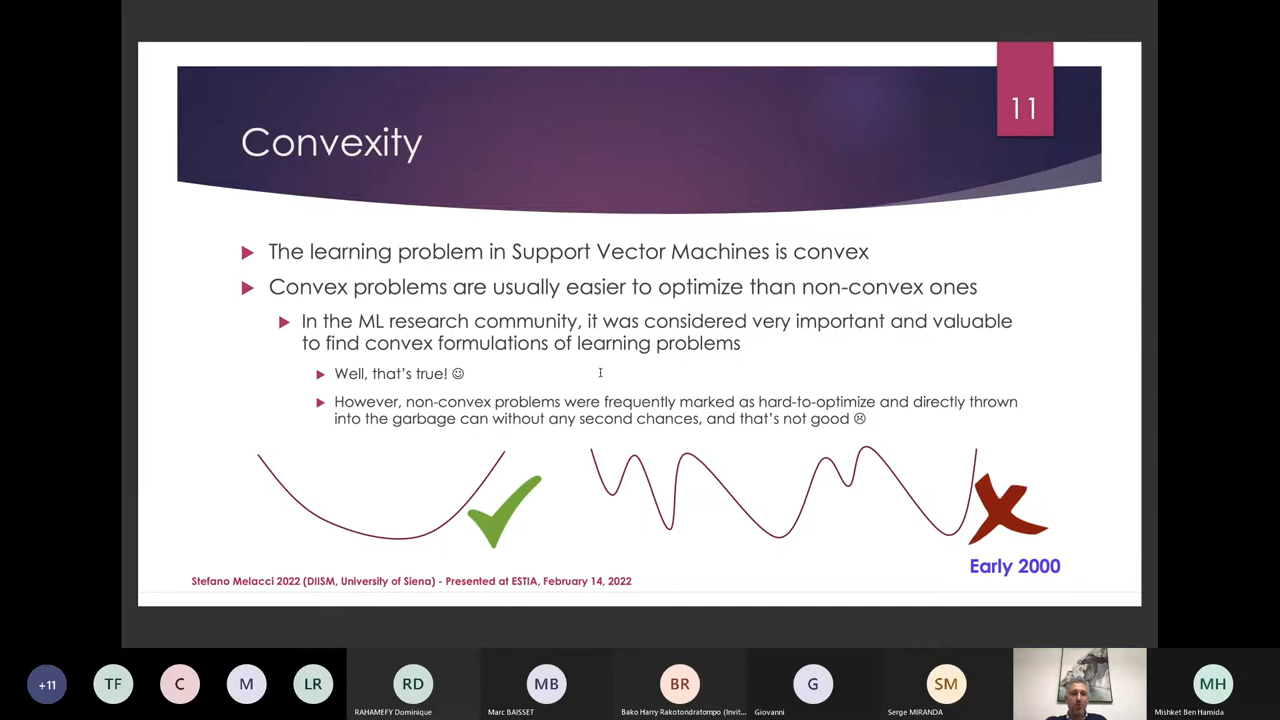 11
Convexity
The learning problem in Support Vector Machines is convex
Convex problems are usually easier to optimize than non-convex ones
In the ML research community, it was considered very important and valuable
to find convex formulations of learning problems
Well, that's true! ☺
However, non-convex problems were frequently marked as hard-to-optimize and directly thrown
into the garbage can without any second chances, and that's not good ☹
Early 2000
Stefano Melacci 2022 (DIISM, University of Siena) - Presented at ESTIA, February 14, 2022
+11
TF
C
M
LR
RD
MB
BR
G
SM
MH
RAHAMEFY Dominique
Marc BAISSET
Bako Harry Rakotondratompo (Invit...
Giovanni
Serge MIRANDA
Mishket Ben Hamida